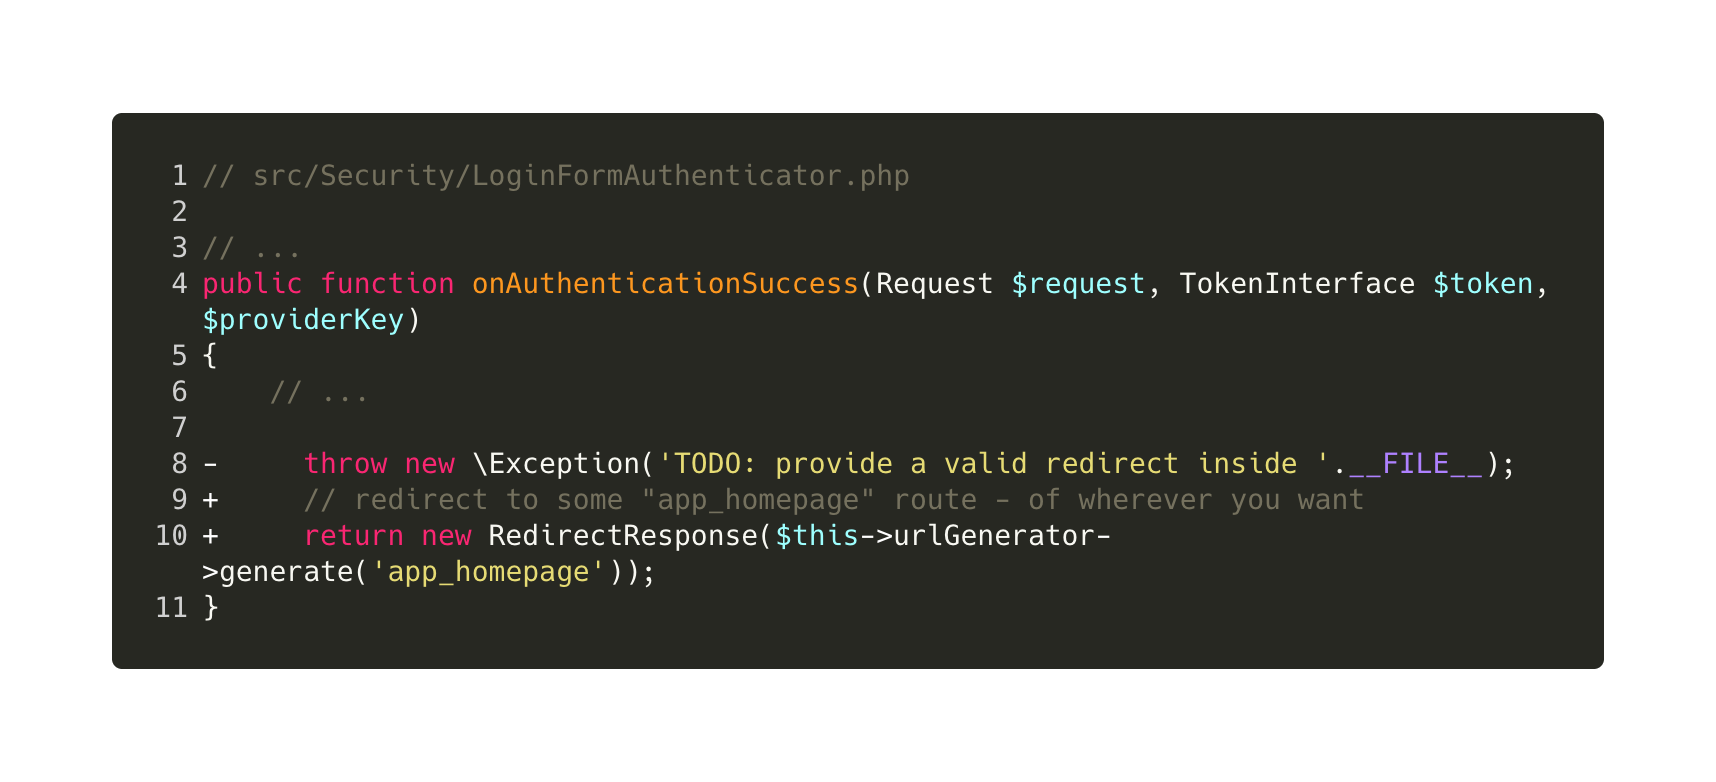 1 // src/Security/LoginFormAuthenticator.php
2
3 // ...
4 public function onAuthenticationSuccess(Request $request, TokenInterface $token,
$providerKey)
5 {
6     // ...
7
8 -     throw new \Exception('TODO: provide a valid redirect inside '.__FILE__);
9 +     // redirect to some "app_homepage" route - of wherever you want
10 +     return new RedirectResponse($this->urlGenerator-
>generate('app_homepage'));
11 }